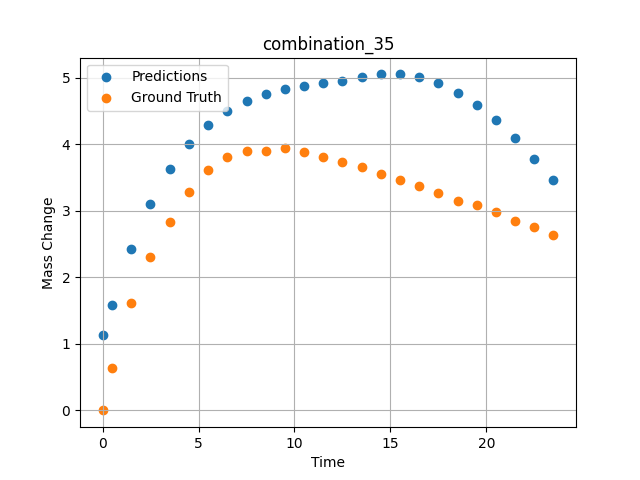 combination_35
Predictions
Ground Truth
5
4
3
2
1
0
Mass Change
0 5 10 15 20
Time